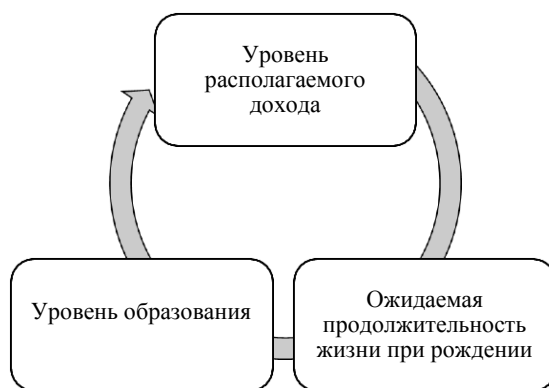 Уровень
располагаемого
дохода
Уровень образования
Ожидаемая
продолжительность
жизни при рождении